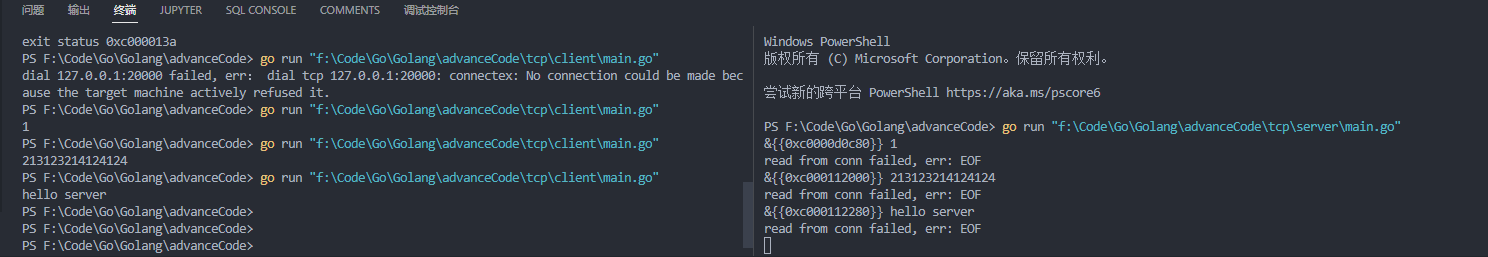 问题 输出 终端 JUPYTER SQL CONSOLE COMMENTS 调试控制台
exit status 0xc000013a
PS F:\Code\Go\Golang\advanceCode> go run "f:\Code\Go\Golang\advanceCode\tcp\client\main.go"
dial 127.0.0.1:20000 failed, err:  dial tcp 127.0.0.1:20000: connectex: No connection could be made bec
ause the target machine actively refused it.
PS F:\Code\Go\Golang\advanceCode> go run "f:\Code\Go\Golang\advanceCode\tcp\client\main.go"
1
PS F:\Code\Go\Golang\advanceCode> go run "f:\Code\Go\Golang\advanceCode\tcp\client\main.go"
213123214124124
PS F:\Code\Go\Golang\advanceCode> go run "f:\Code\Go\Golang\advanceCode\tcp\client\main.go"
hello server
PS F:\Code\Go\Golang\advanceCode>
PS F:\Code\Go\Golang\advanceCode>
PS F:\Code\Go\Golang\advanceCode>
Windows PowerShell
版权所有 (C) Microsoft Corporation。保留所有权利。
尝试新的跨平台 PowerShell https://aka.ms/pscore6
PS F:\Code\Go\Golang\advanceCode> go run "f:\Code\Go\Golang\advanceCode\tcp\server\main.go"
&{{0xc0000d0c80}} 1
read from conn failed, err: EOF
&{{0xc000112000}} 213123214124124
read from conn failed, err: EOF
&{{0xc000112280}} hello server
read from conn failed, err: EOF